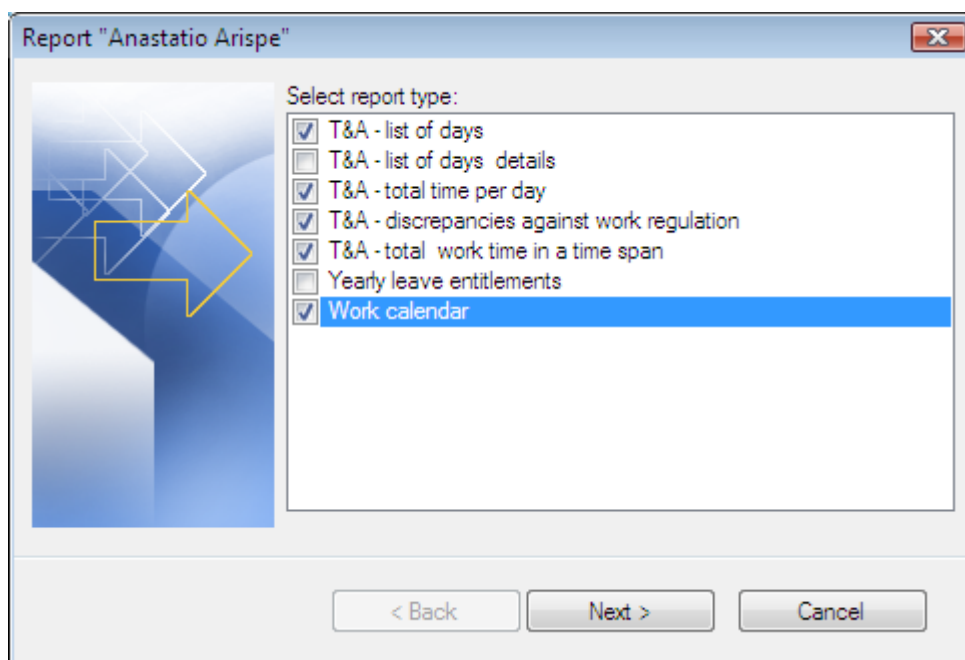 Report "Anastatio Arispe"
Select report type:
T&A - list of days
T&A - list of days  details
T&A - total time per day
T&A - discrepancies against work regulation
T&A - total  work time in a time span
Yearly leave entitlements
Work calendar
< Back Next > Cancel